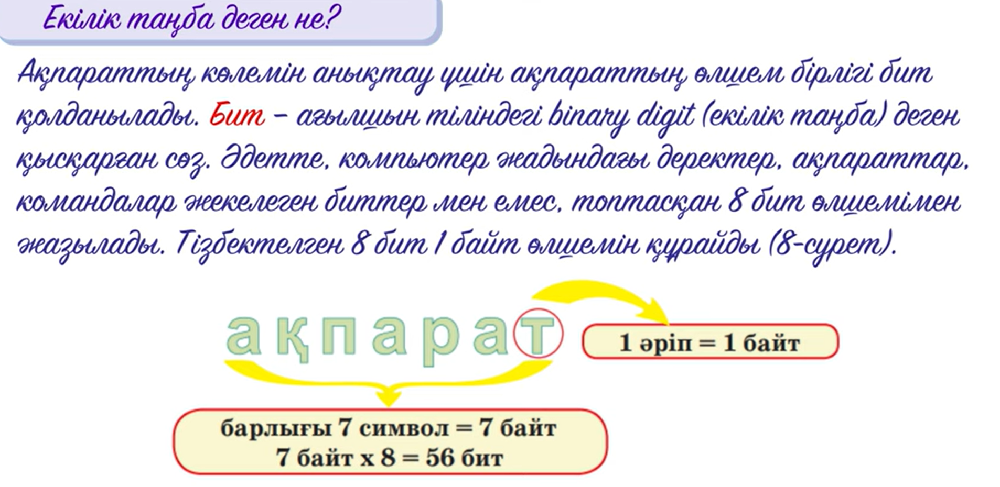 Екілік таңба деген не?
Ақпараттың көлемін анықтау үшін ақпараттың өлшем бірлігі бит
қолданылады. Бит – ағылшын тіліндегі binary digit (екілік таңба) деген
қысқарған сөз. Әдетте, компьютер жадындағы деректер, ақпараттар,
командалар жекелеген биттер мен емес, топтасқан 8 бит өлшемімен
жазылады. Тізбектелген 8 бит 1 байт өлшемін құрайды (8-сурет).
ақпарат
1 әріп = 1 байт
барлығы 7 символ = 7 байт
7 байт x 8 = 56 бит